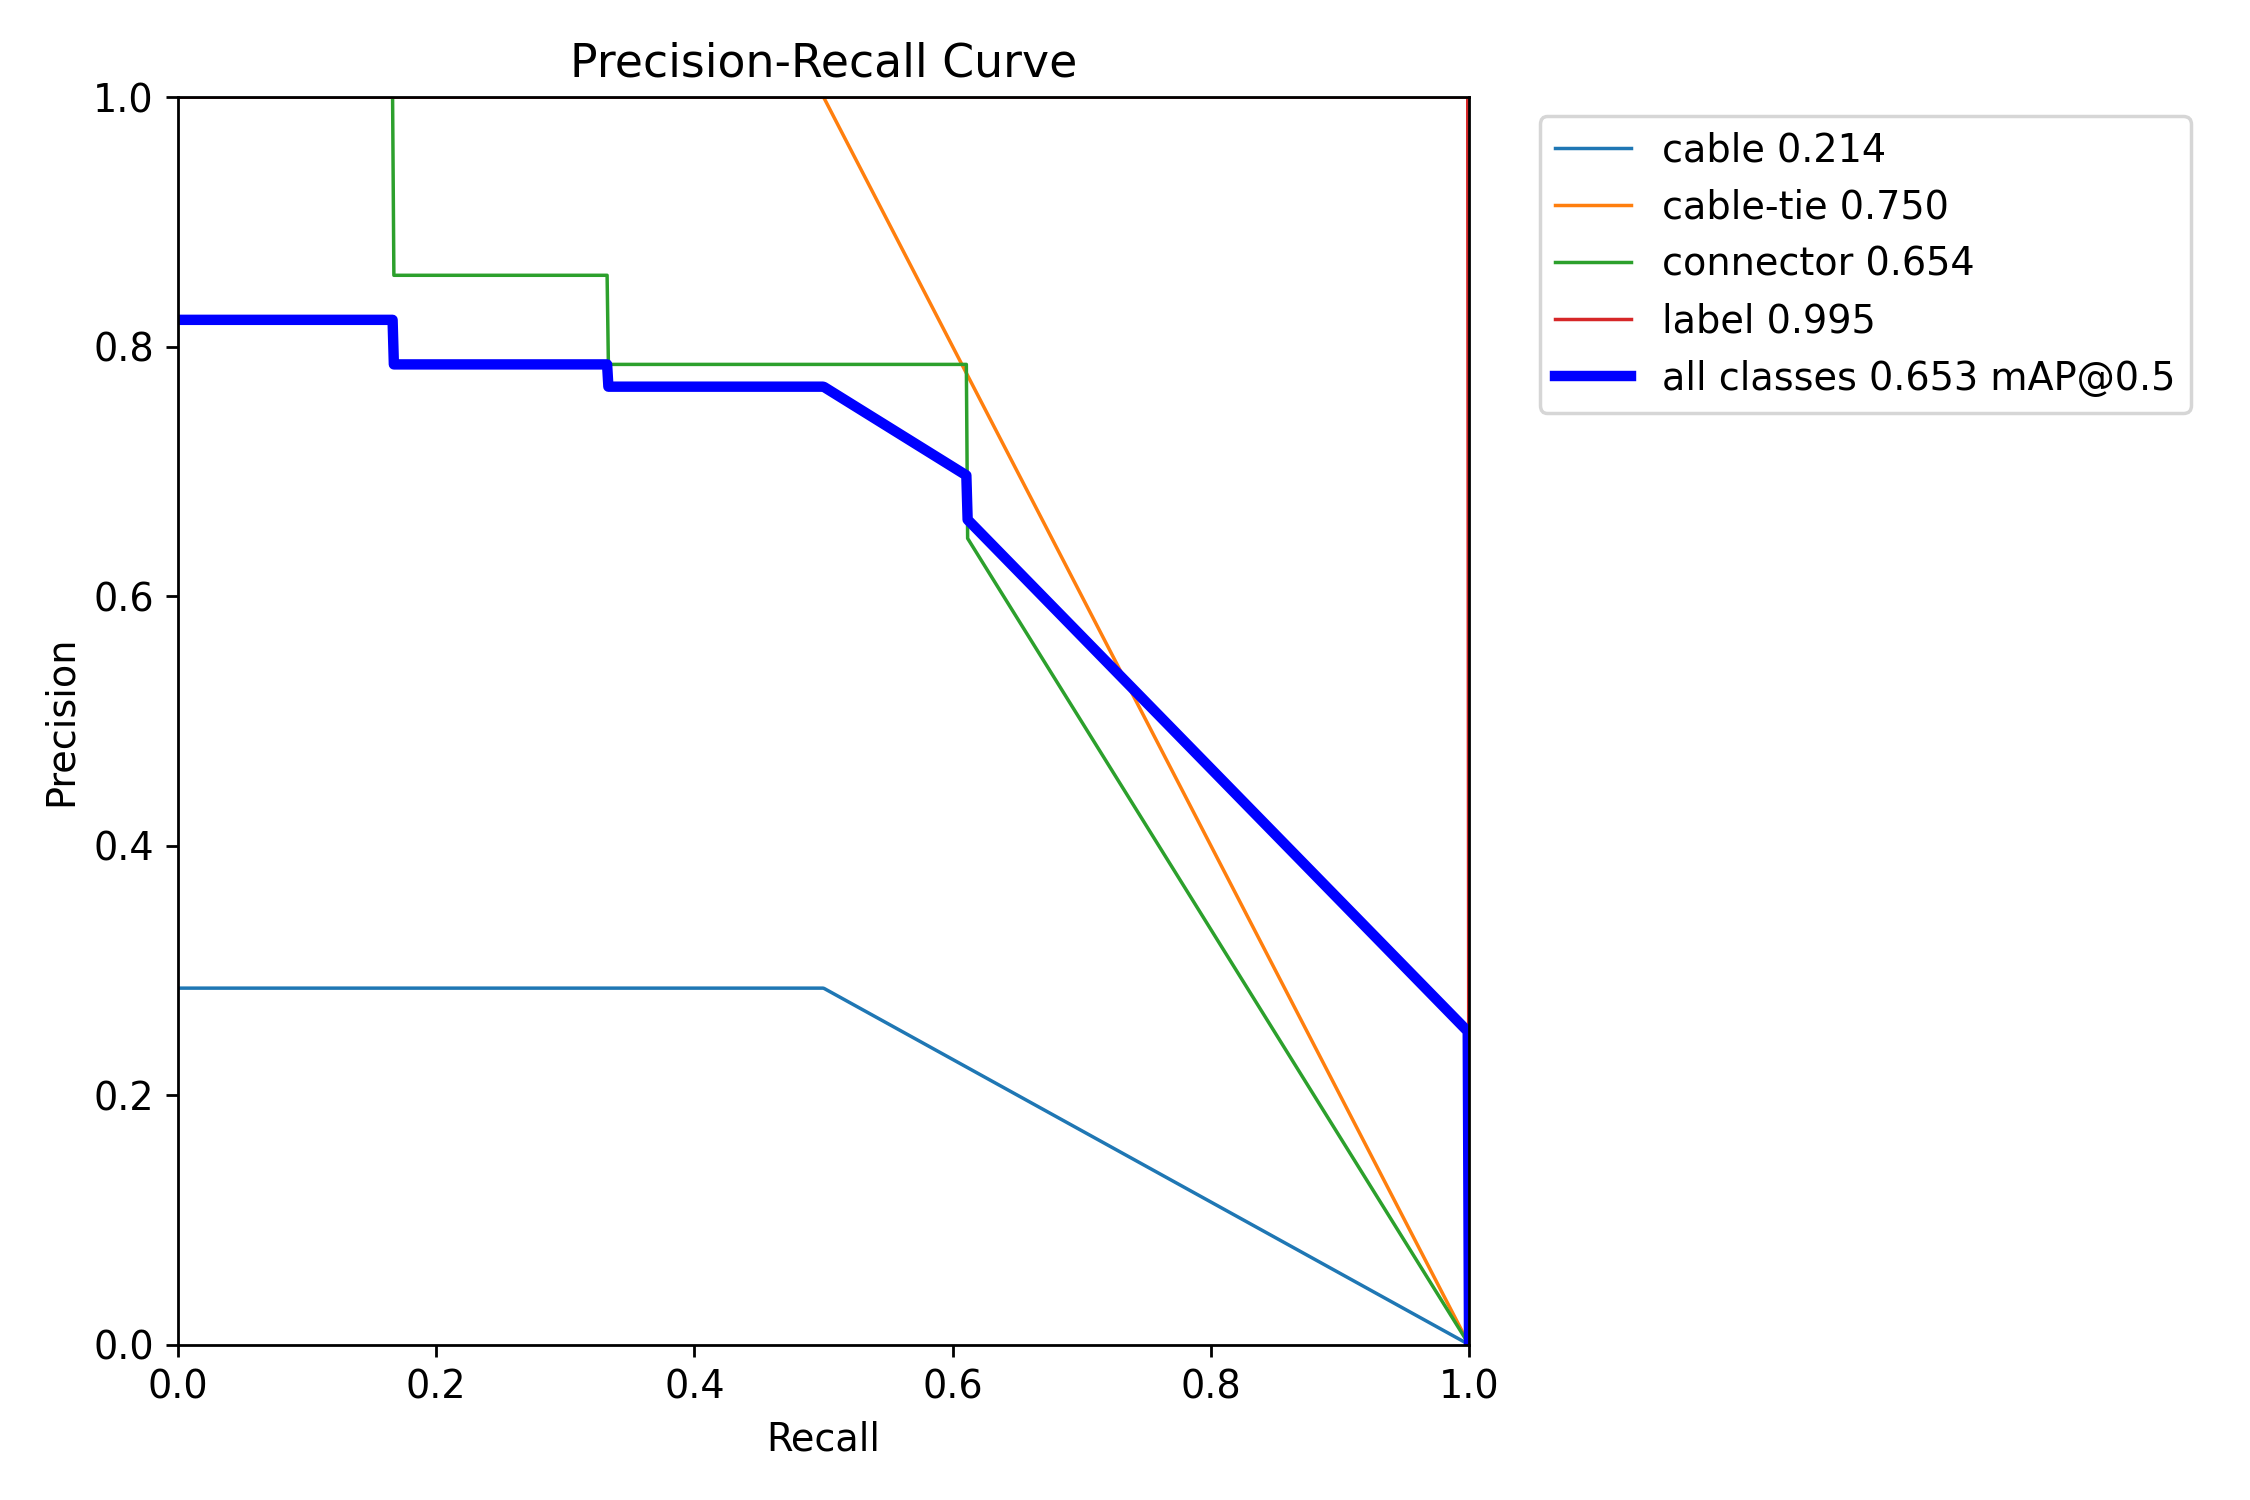 Precision-Recall Curve
1.0
0.8
0.6
0.4
0.2
0.0
Precision
0.0 0.2 0.4 0.6 0.8 1.0
Recall
cable 0.214
cable-tie 0.750
connector 0.654
label 0.995
all classes 0.653 mAP@0.5